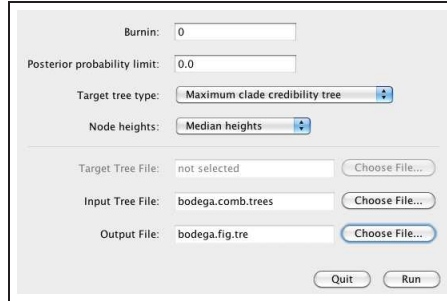 Burnin: 0
Posterior probability limit: 0.0
Target tree type: Maximum clade credibility tree
Node heights: Median heights
Target Tree File: not selected Choose File...
Input Tree File: bodega.comb.trees Choose File...
Output File: bodega.fig.tre Choose File...
Quit Run